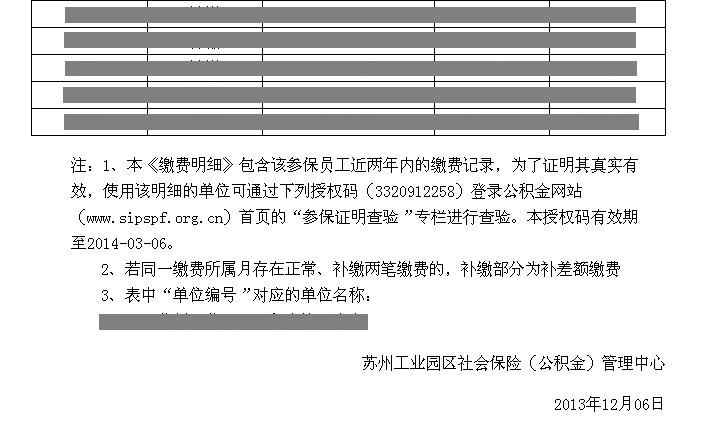 注：1、本《缴费明细》包含该参保员工近两年内的缴费记录，为了证明其真实有
效，使用该明细的单位可通过下列授权码（3320912258）登录公积金网站
（www.sipspf.org.cn）首页的“参保证明查验 ”专栏进行查验。本授权码有效期
至2014-03-06。
2、若同一缴费所属月存在正常、补缴两笔缴费的，补缴部分为补差额缴费
3、表中“单位编号 ”对应的单位名称：
苏州工业园区社会保险（公积金）管理中心
2013年12月06日